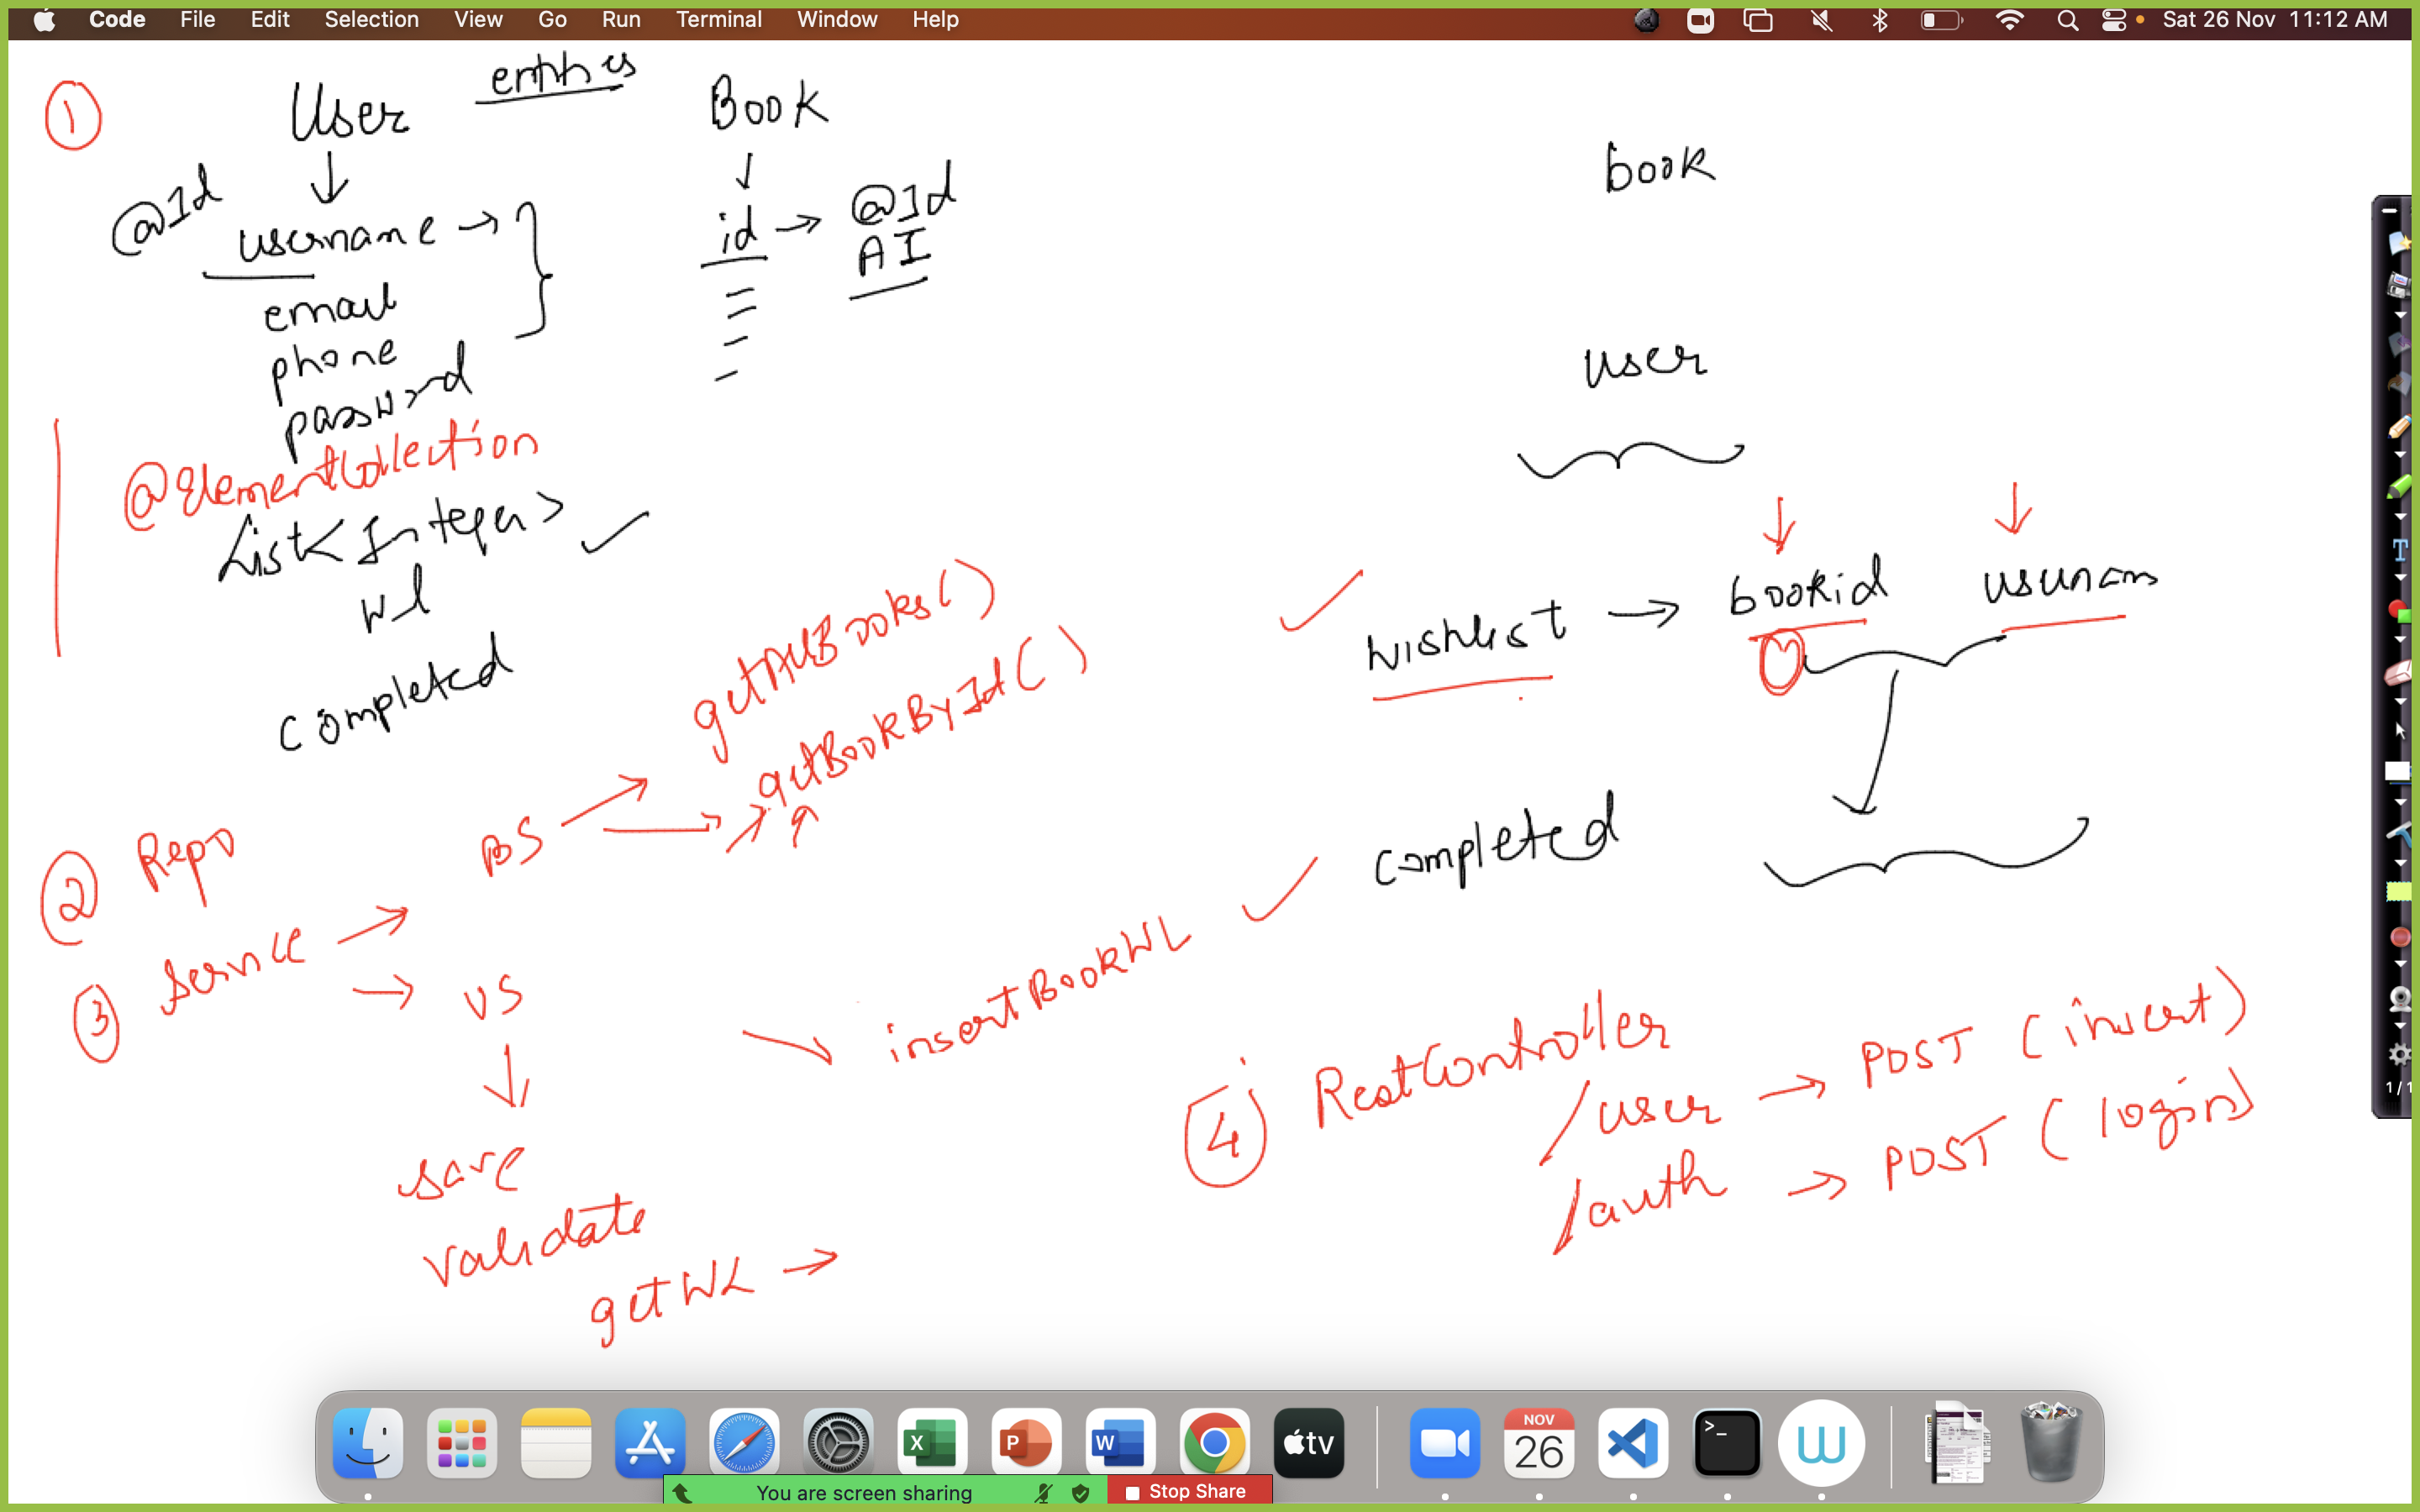 Code File Edit Selection View Go Run Terminal Window Help Sat 26 Nov 11:12 AM
1
entities
User
Book
@Id
username →
email
phone
password
id → @Id
AI
@ElementCollection
List<Integer>
wl
completed
book
user
wishlist → bookid
completed
2 Repo
3 Service
BS
getAllBooks()
getBookById()
US
save
validate
getWL →
insertBookWL
4 RestController
/user → POST (insert)
/auth → POST (login)
T
1/1
X
P
W
tv
NOV
26
>_
W
You are screen sharing
Stop Share